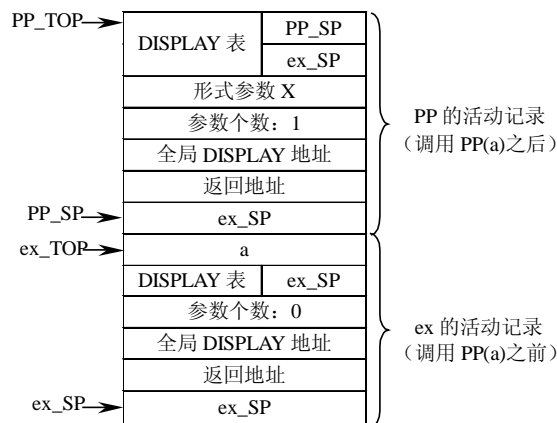 PP_TOP
DISPLAY 表
PP_SP
ex_SP
形式参数 X
参数个数：1
全局 DISPLAY 地址
返回地址
PP_SP
ex_SP
PP 的活动记录
（调用 PP(a)之后）
ex_TOP
a
DISPLAY 表
ex_SP
参数个数：0
全局 DISPLAY 地址
返回地址
ex_SP
ex_SP
ex 的活动记录
（调用 PP(a)之前）